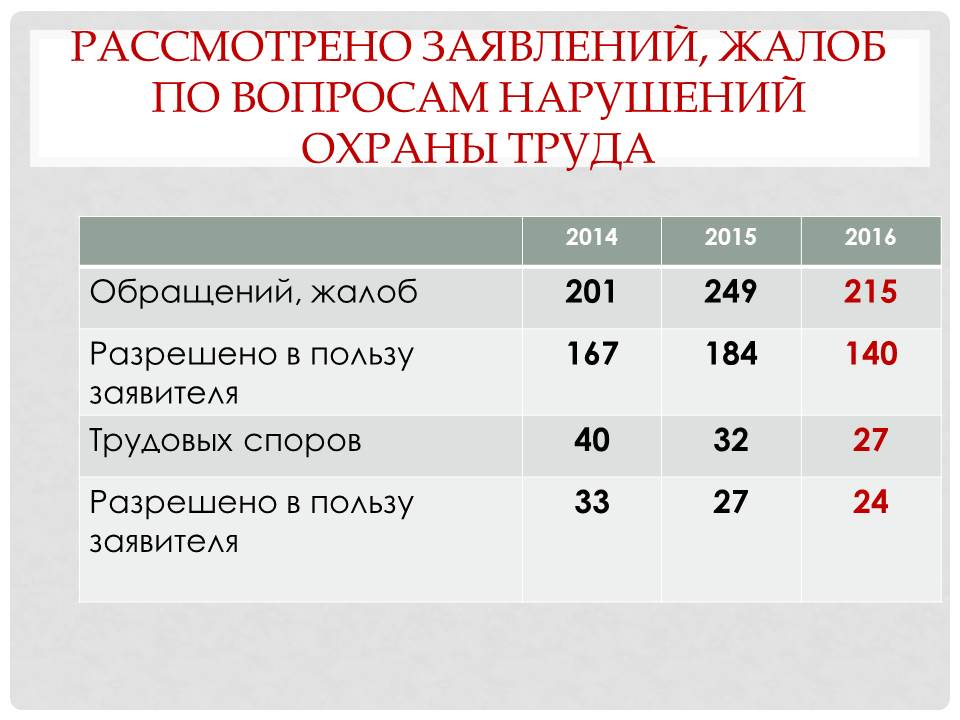 РАССМОТРЕНО ЗАЯВЛЕНИЙ, ЖАЛОБ
ПО ВОПРОСАМ НАРУШЕНИЙ
ОХРАНЫ ТРУДА
2014 2015 2016
Обращений, жалоб 201 249 215
Разрешено в пользу 167 184 140
заявителя
Трудовых споров 40 32 27
Разрешено в пользу 33 27 24
заявителя